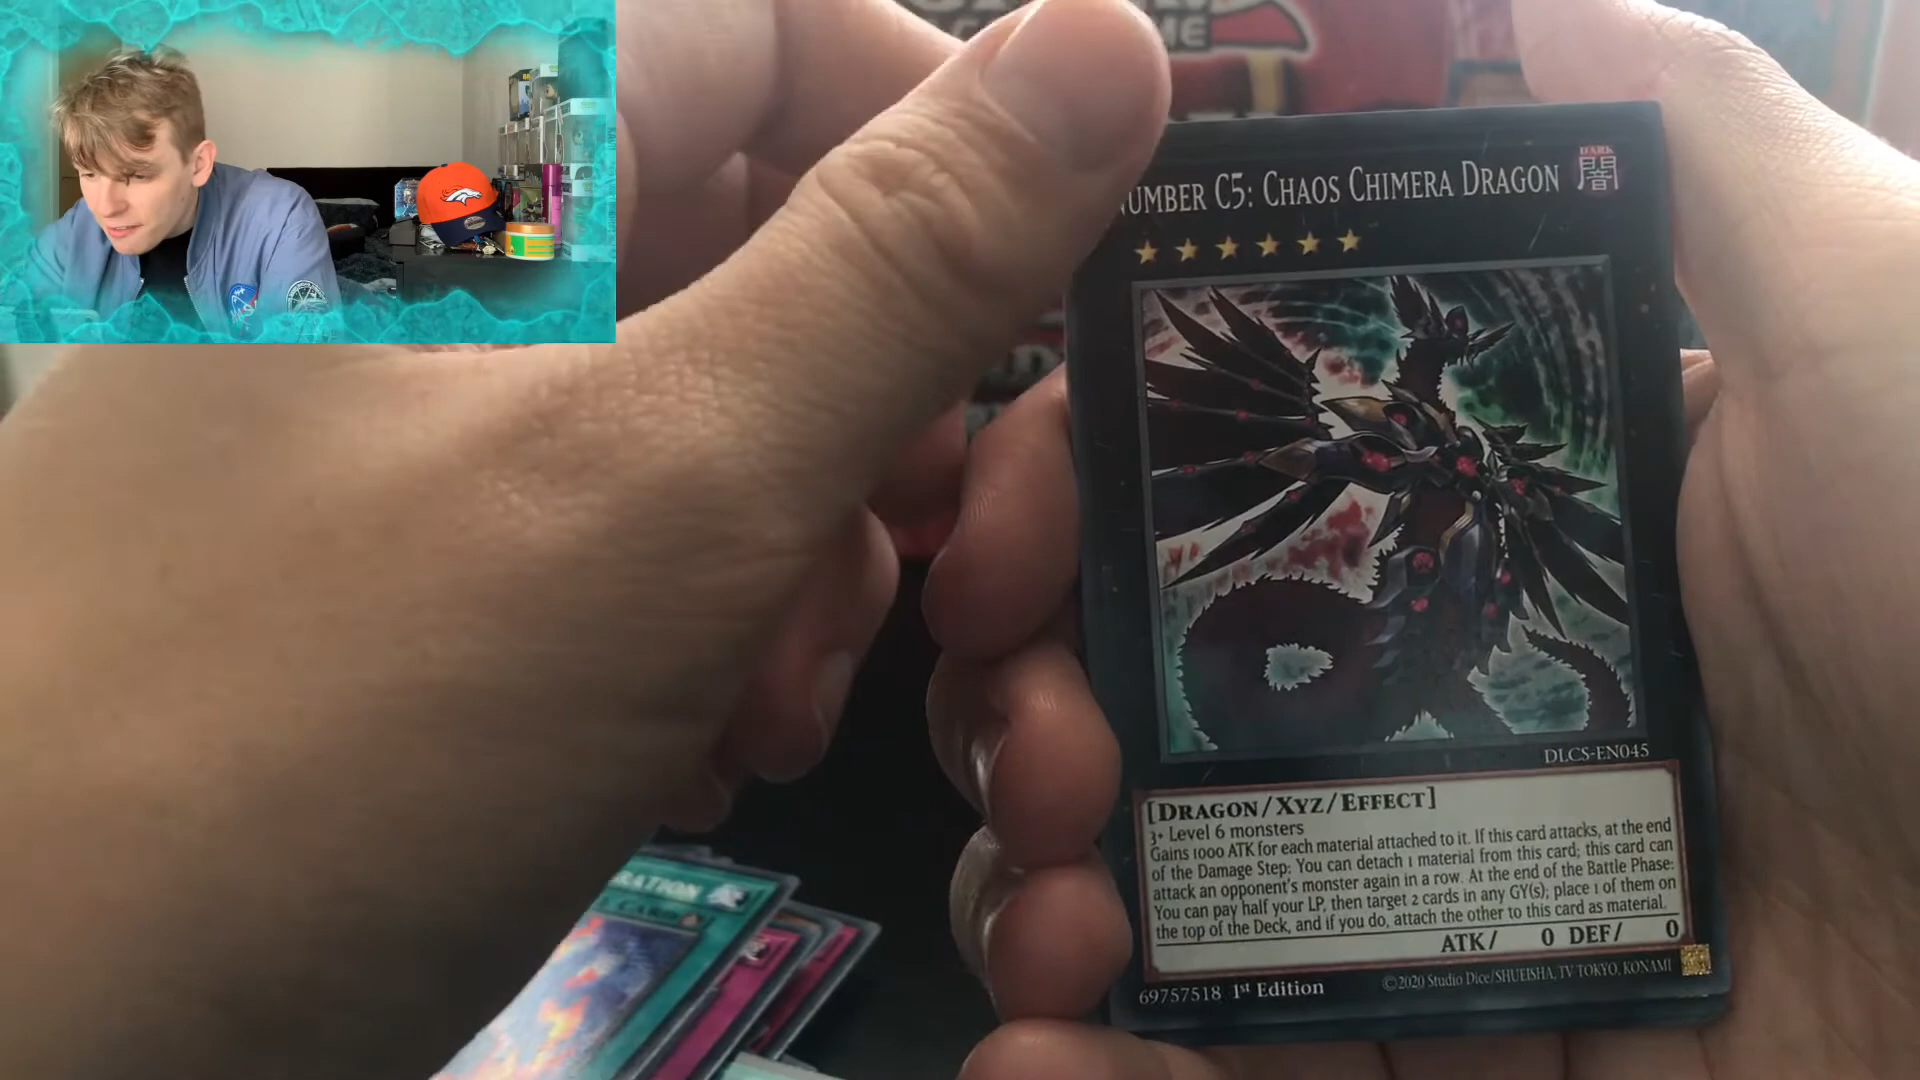 NUMBER C5: CHAOS CHIMERA DRAGON
DARK
闇
DLCS-EN045
[DRAGON/XYZ/EFFECT]
3+ Level 6 monsters
Gains 1000 ATK for each material attached to it. If this card attacks, at the end
of the Damage Step: You can detach 1 material from this card; this card can
attack an opponent's monster again in a row. At the end of the Battle Phase:
You can pay half your LP, then target 2 cards in any GY(s); place 1 of them on
the top of the Deck, and if you do, attach the other to this card as material.
ATK/ 0 DEF/ 0
69757518 1st Edition
©2020 Studio Dice/SHUEISHA, TV TOKYO, KONAMI